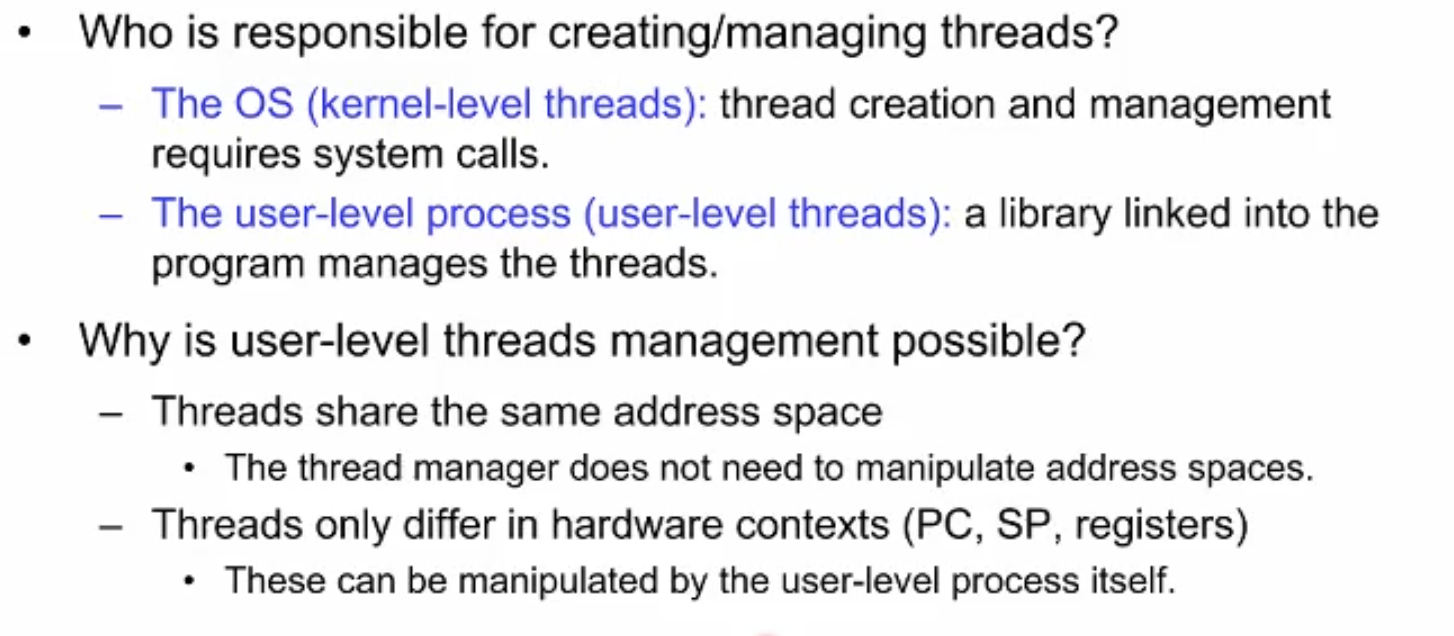 • Who is responsible for creating/managing threads?
– The OS (kernel-level threads): thread creation and management
requires system calls.
– The user-level process (user-level threads): a library linked into the
program manages the threads.
• Why is user-level threads management possible?
– Threads share the same address space
• The thread manager does not need to manipulate address spaces.
– Threads only differ in hardware contexts (PC, SP, registers)
• These can be manipulated by the user-level process itself.